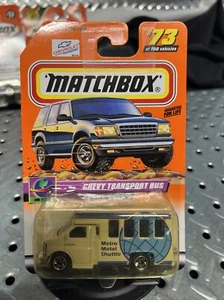 #73
OF 100 VEHICLES
MATCHBOX
CHEVY TRANSPORT BUS
Metro
Motel
Shuttle